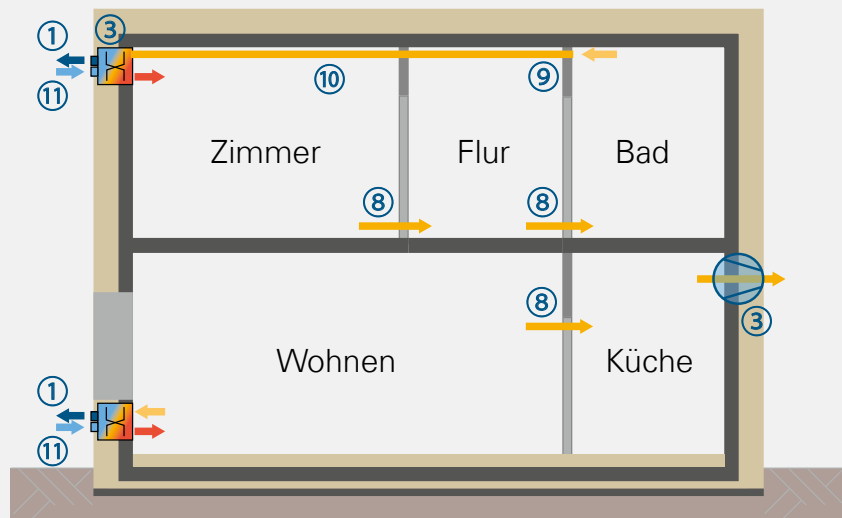 ① ③
⑪ ⑩ ⑨
Zimmer Flur Bad
⑧ ⑧
⑧ ③
Wohnen Küche
①
⑪